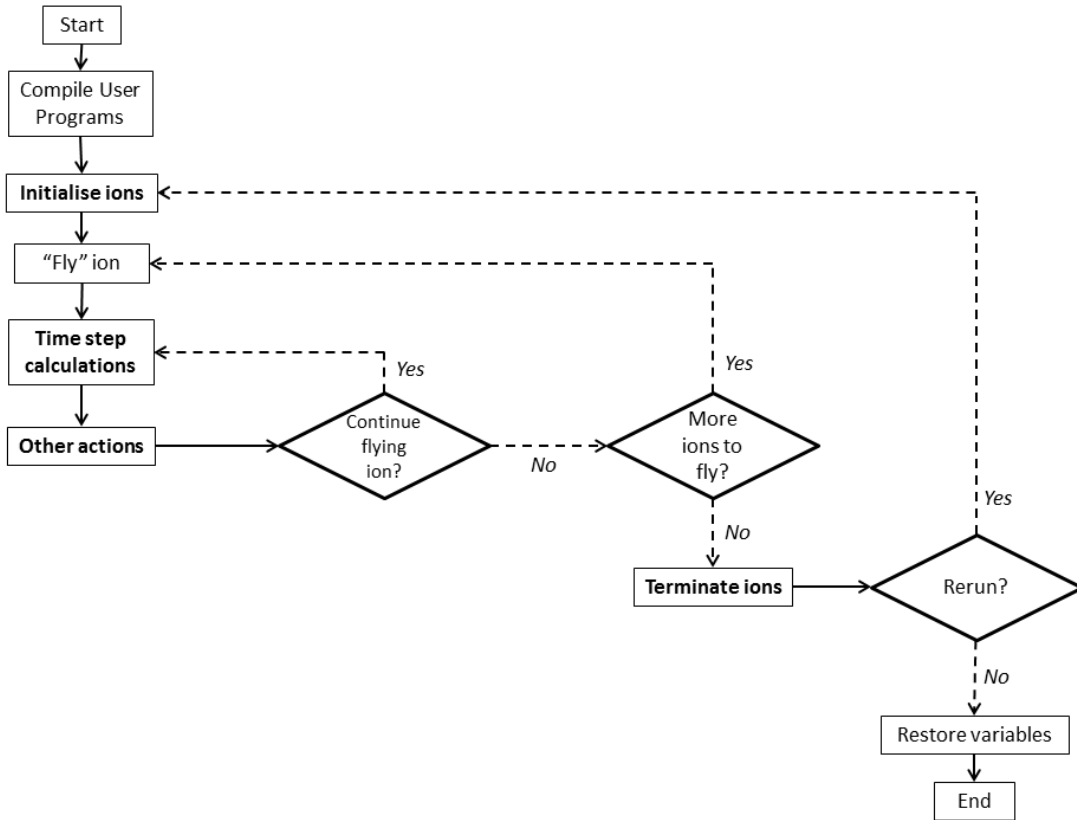 Start
Compile User
Programs
Initialise ions
“Fly” ion
Time step
calculations
Yes
Yes
Other actions
Continue
flying
ion?
No
More
ions to
fly?
Yes
No
Terminate ions
Rerun?
No
Restore variables
End